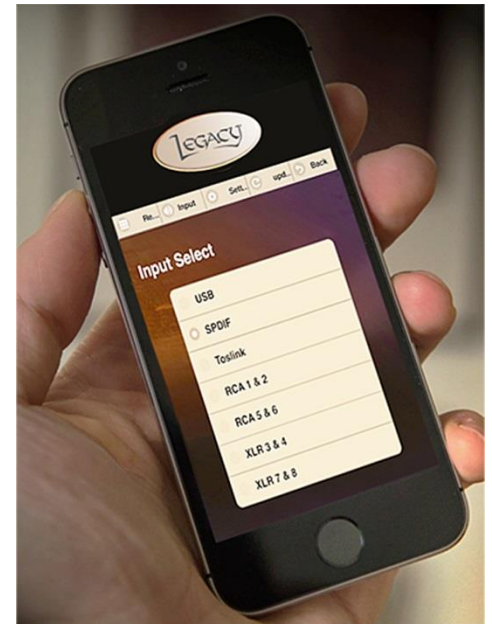 LEGACY
Re... Input Sett... upd... Back
Input Select
USB
SPDIF
Toslink
RCA 1 & 2
RCA 5 & 6
XLR 3 & 4
XLR 7 & 8